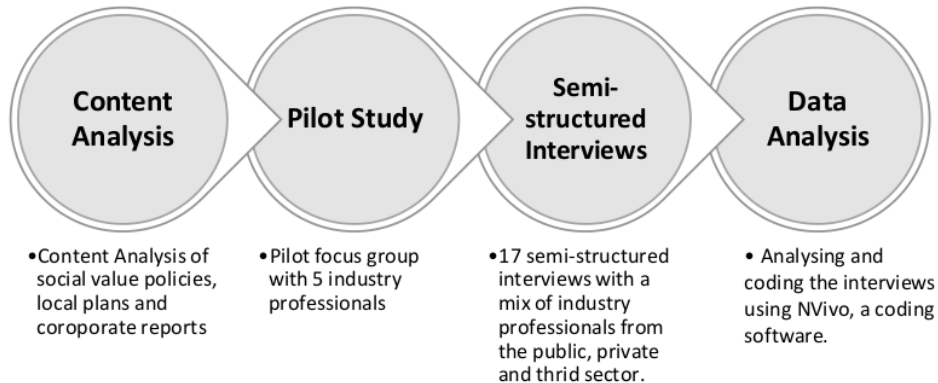 Content
Analysis
Pilot Study
Semi-
structured
Interviews
Data
Analysis
•Content Analysis of
social value policies,
local plans and
coroporate reports
•Pilot focus group
with 5 industry
professionals
•17 semi-structured
interviews with a
mix of industry
professionals from
the public, private
and thrid sector.
• Analysing and
coding the interviews
using NVivo, a coding
software.